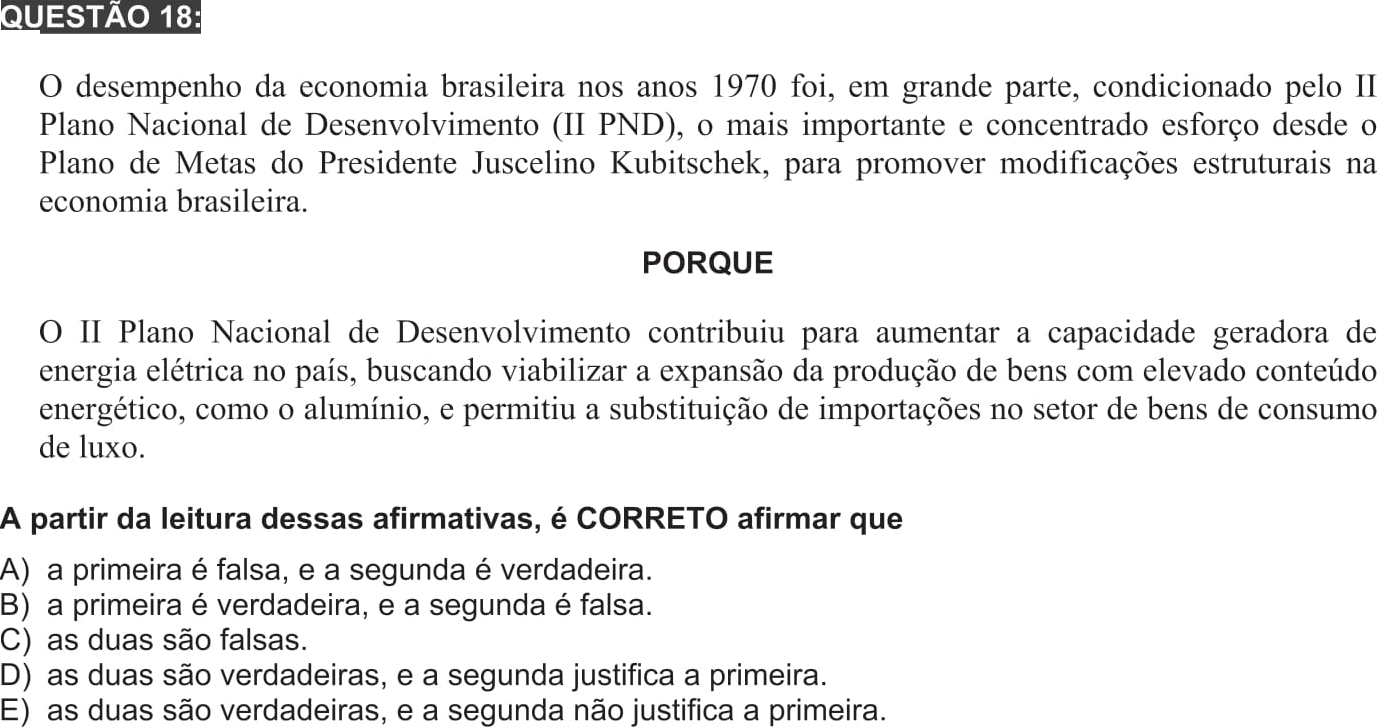 QUESTÃO 18:
O desempenho da economia brasileira nos anos 1970 foi, em grande parte, condicionado pelo II
Plano Nacional de Desenvolvimento (II PND), o mais importante e concentrado esforço desde o
Plano de Metas do Presidente Juscelino Kubitschek, para promover modificações estruturais na
economia brasileira.
PORQUE
O II Plano Nacional de Desenvolvimento contribuiu para aumentar a capacidade geradora de
energia elétrica no país, buscando viabilizar a expansão da produção de bens com elevado conteúdo
energético, como o alumínio, e permitiu a substituição de importações no setor de bens de consumo
de luxo.
A partir da leitura dessas afirmativas, é CORRETO afirmar que
A) a primeira é falsa, e a segunda é verdadeira.
B) a primeira é verdadeira, e a segunda é falsa.
C) as duas são falsas.
D) as duas são verdadeiras, e a segunda justifica a primeira.
E) as duas são verdadeiras, e a segunda não justifica a primeira.